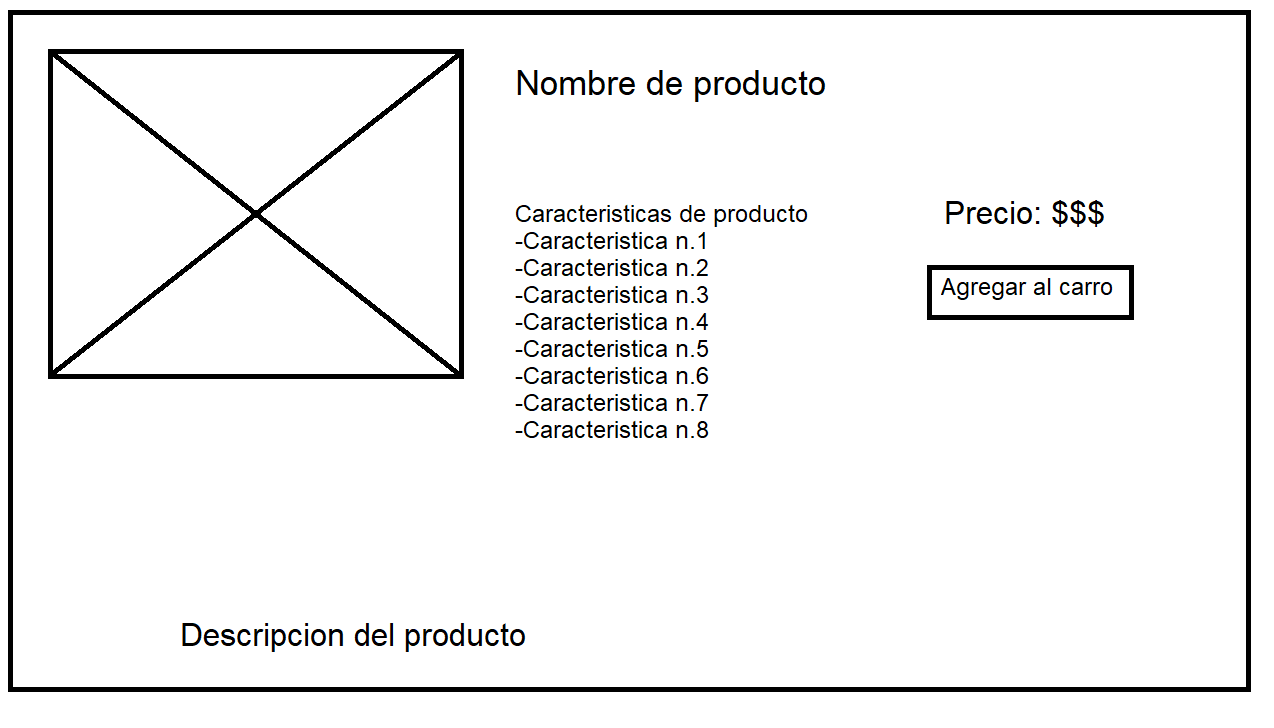 Nombre de producto
Caracteristicas de producto
-Caracteristica n.1
-Caracteristica n.2
-Caracteristica n.3
-Caracteristica n.4
-Caracteristica n.5
-Caracteristica n.6
-Caracteristica n.7
-Caracteristica n.8
Precio: $$$
Agregar al carro
Descripcion del producto